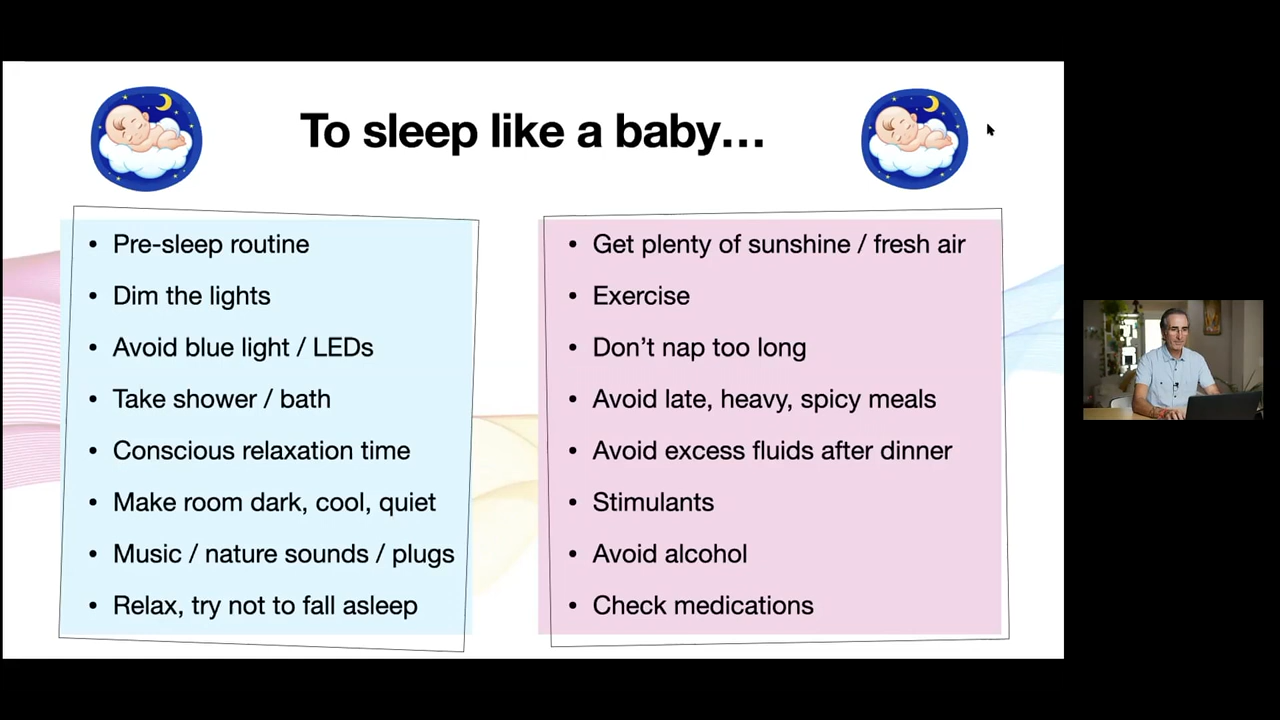 To sleep like a baby…
• Pre-sleep routine
• Dim the lights
• Avoid blue light / LEDs
• Take shower / bath
• Conscious relaxation time
• Make room dark, cool, quiet
• Music / nature sounds / plugs
• Relax, try not to fall asleep
• Get plenty of sunshine / fresh air
• Exercise
• Don’t nap too long
• Avoid late, heavy, spicy meals
• Avoid excess fluids after dinner
• Stimulants
• Avoid alcohol
• Check medications